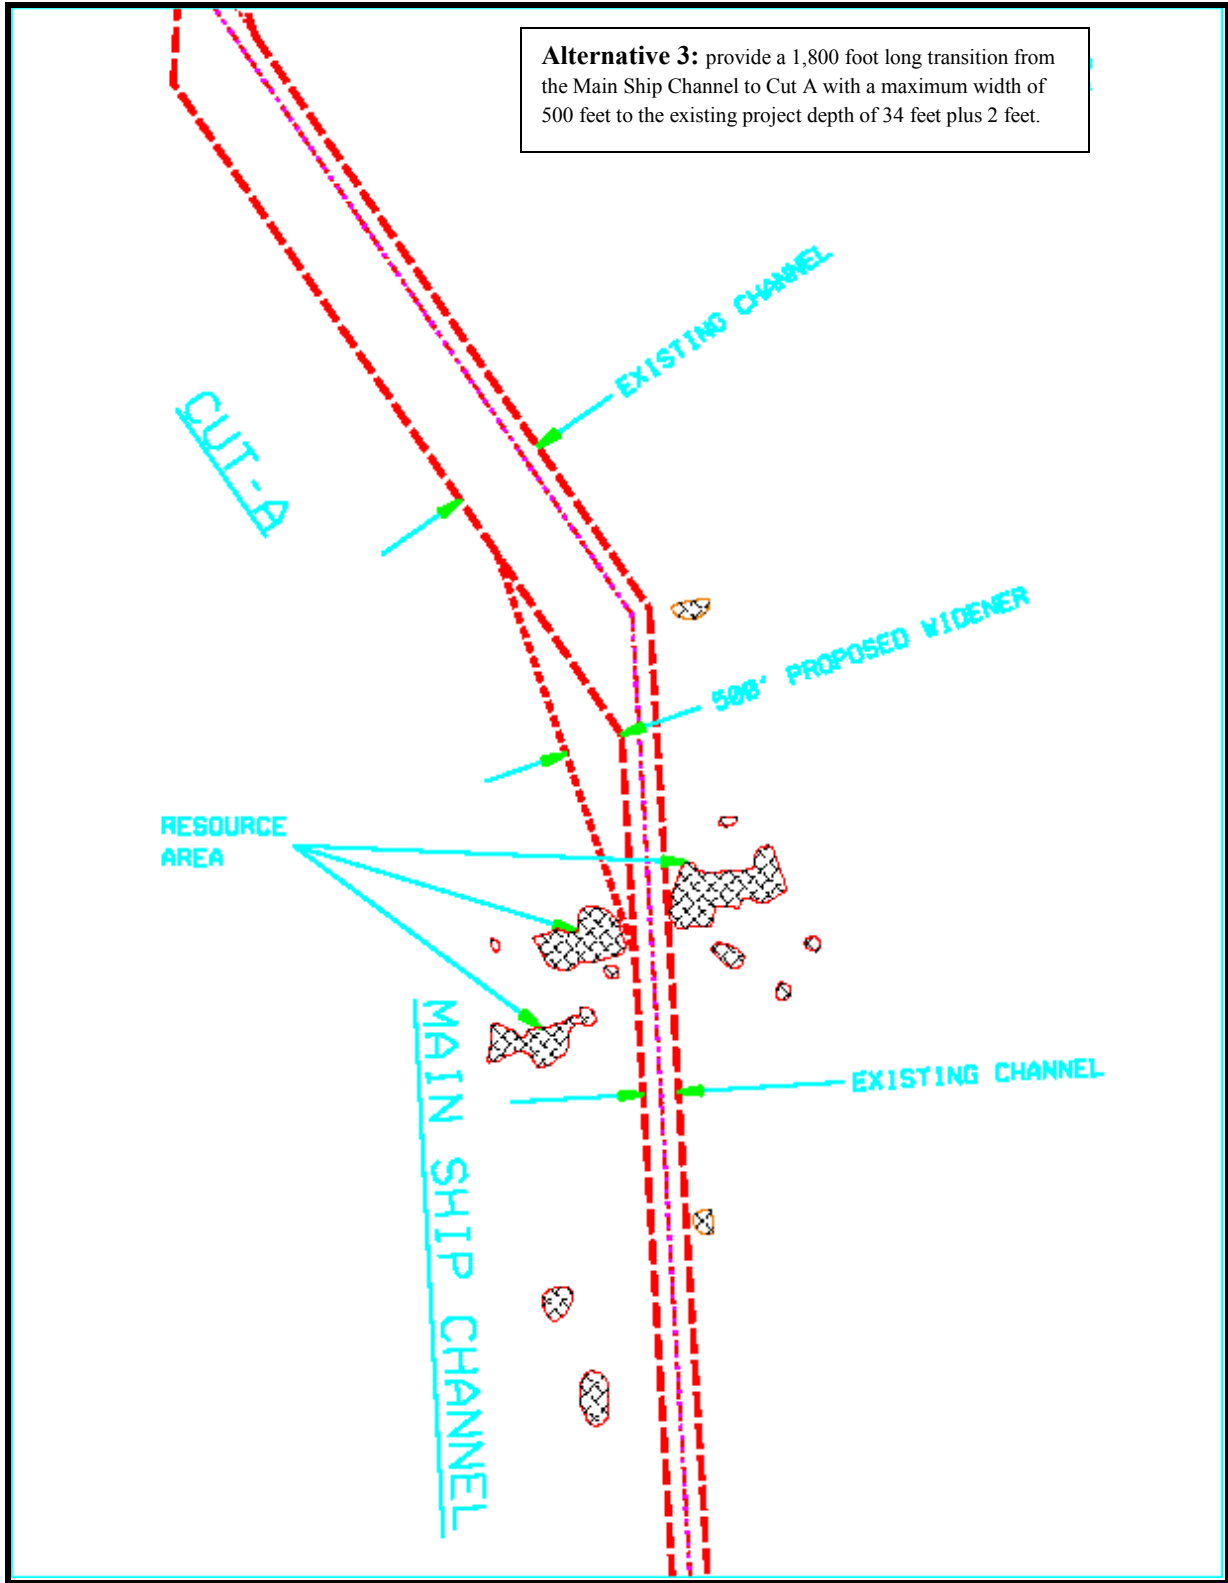 Alternative 3: provide a 1,800 foot long transition from
the Main Ship Channel to Cut A with a maximum width of
500 feet to the existing project depth of 34 feet plus 2 feet.
EXISTING CHANNEL
CUT-A
500' PROPOSED WIDENER
RESOURCE
AREA
MAIN SHIP CHANNEL
EXISTING CHANNEL